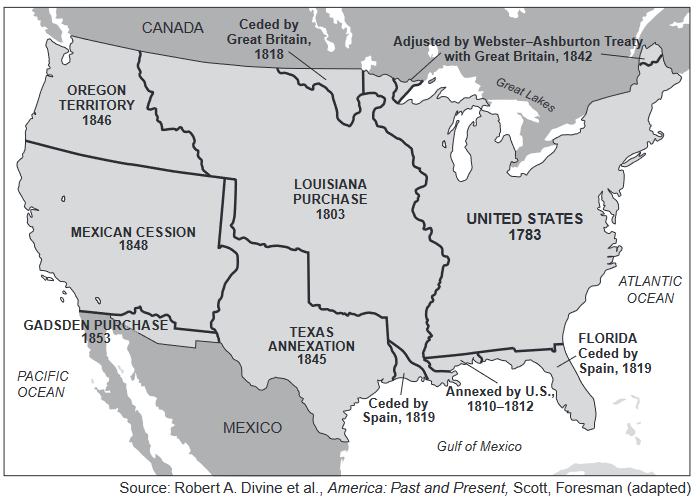 CANADA
Ceded by
Great Britain,
1818
Adjusted by Webster–Ashburton Treaty
with Great Britain, 1842
Great Lakes
OREGON
TERRITORY
1846
LOUISIANA
PURCHASE
1803
UNITED STATES
1783
MEXICAN CESSION
1848
ATLANTIC
OCEAN
GADSDEN PURCHASE
1853
TEXAS
ANNEXATION
1845
FLORIDA
Ceded by
Spain, 1819
PACIFIC
OCEAN
Ceded by
Spain, 1819
Annexed by U.S.,
1810–1812
MEXICO
Gulf of Mexico
Source: Robert A. Divine et al., America: Past and Present, Scott, Foresman (adapted)